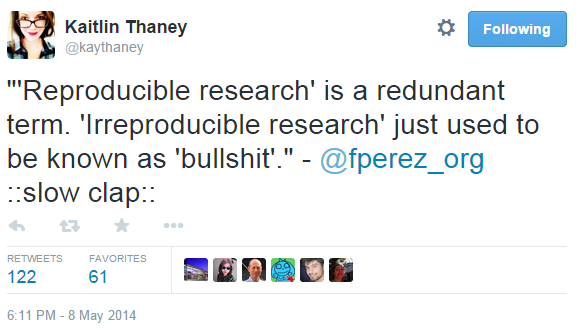 Kaitlin Thaney
@kaythaney
Following
"'Reproducible research' is a redundant
term. 'Irreproducible research' just used to
be known as 'bullshit'." - @fperez_org
::slow clap::
RETWEETS FAVORITES
122 61
6:11 PM - 8 May 2014